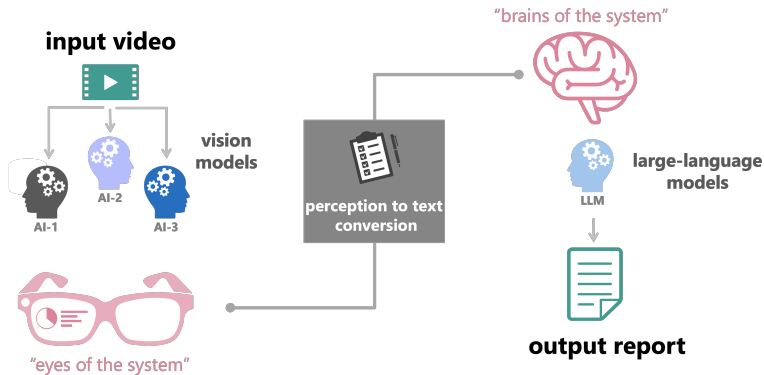 input video
vision
models
AI-1
AI-2
AI-3
"eyes of the system"
perception to text
conversion
"brains of the system"
large-language
models
LLM
output report